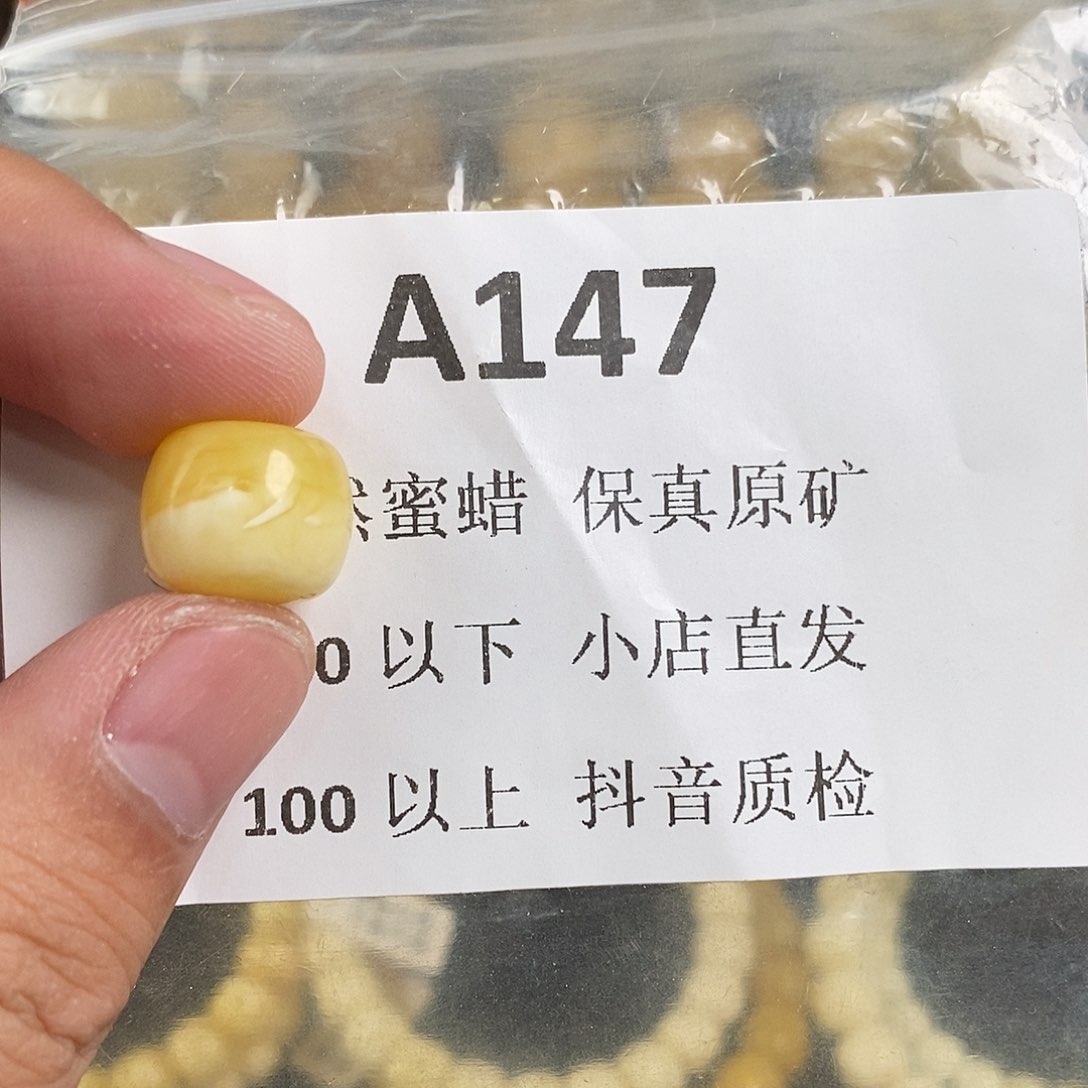 A147
蜜蜡 保真原矿
0 以下 小店直发
100 以上 抖音质检